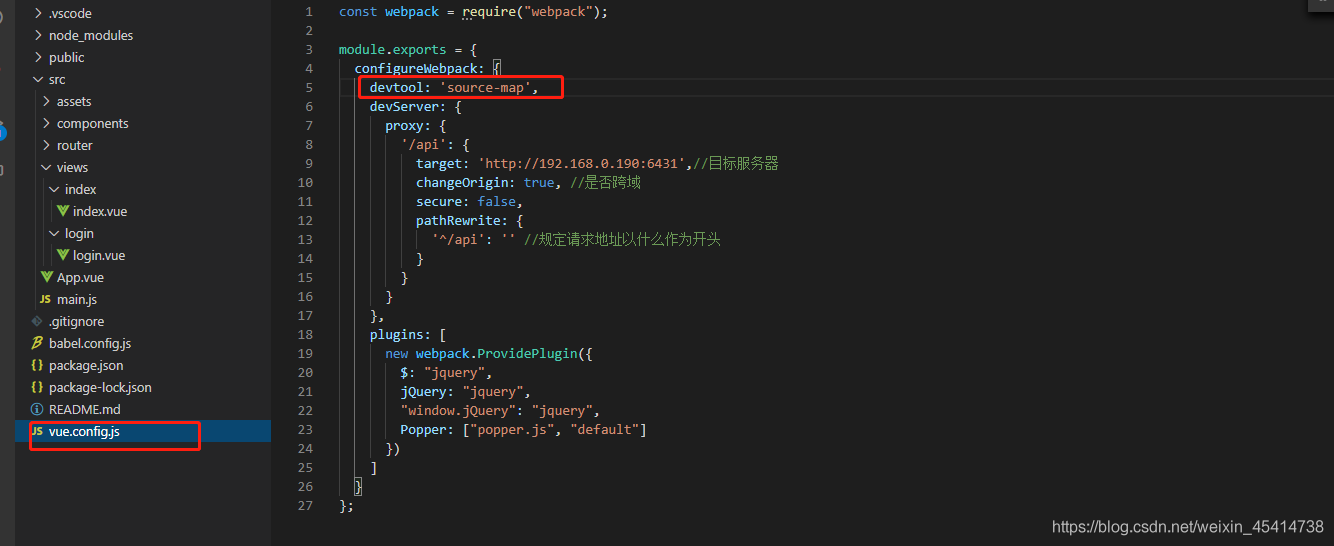 .vscode
node_modules
public
src
assets
components
router
views
index
index.vue
login
login.vue
App.vue
JS main.js
.gitignore
babel.config.js
{} package.json
{} package-lock.json
README.md
JS vue.config.js
1 const webpack = require("webpack");
2
3 module.exports = {
4 configureWebpack: {
5 devtool: 'source-map',
6 devServer: {
7 proxy: {
8 '/api': {
9 target: 'http://192.168.0.190:6431',//目标服务器
10 changeOrigin: true, //是否跨域
11 secure: false,
12 pathRewrite: {
13 '^/api': '' //规定请求地址以什么作为开头
14 }
15 }
16 }
17 },
18 plugins: [
19 new webpack.ProvidePlugin({
20 $: "jquery",
21 jQuery: "jquery",
22 "window.jQuery": "jquery",
23 Popper: ["popper.js", "default"]
24 })
25 ]
26 }
27 };
https://blog.csdn.net/weixin_45414738